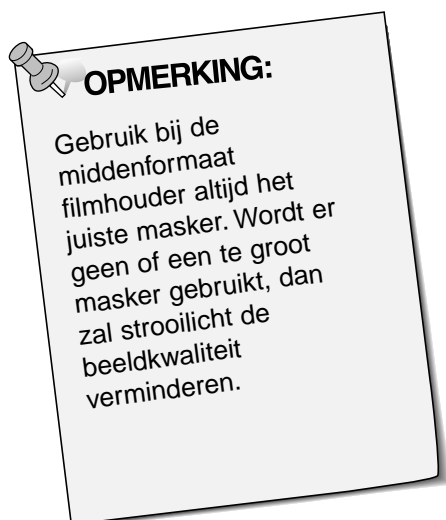 OPMERKING:
Gebruik bij de
middenformaat
filmhouder altijd het
juiste masker. Wordt er
geen of een te groot
masker gebruikt, dan
zal strooilicht de
beeldkwaliteit
verminderen.